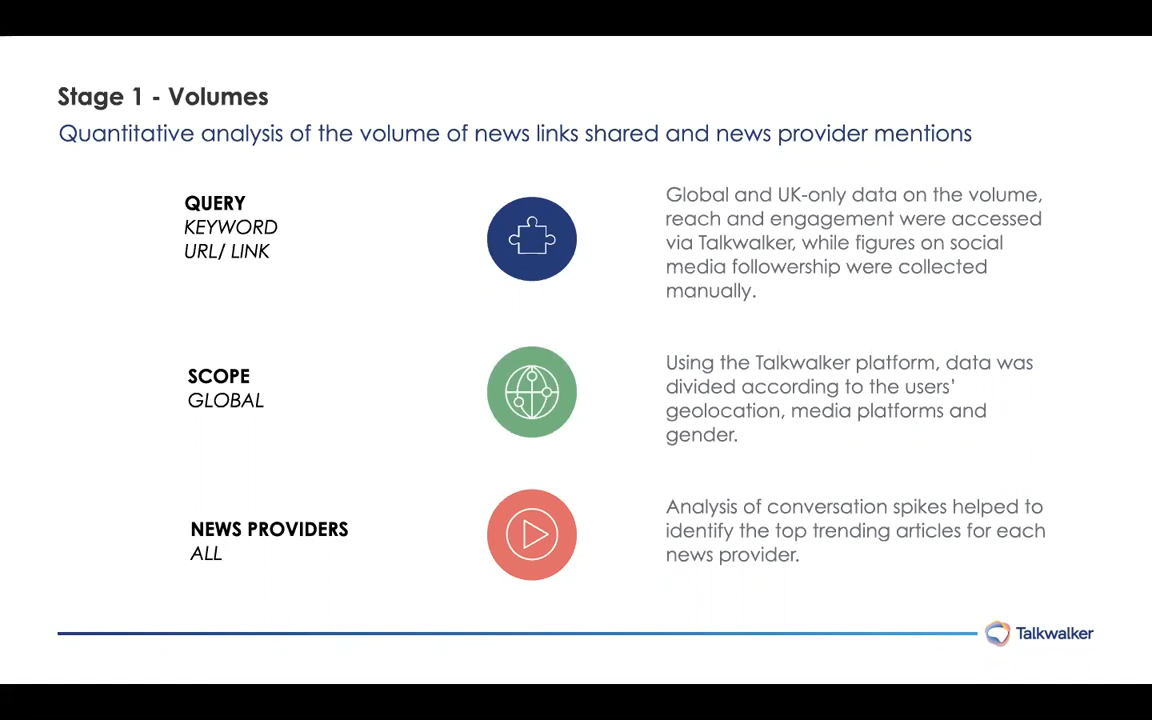 Stage 1 - Volumes
Quantitative analysis of the volume of news links shared and news provider mentions
QUERY
KEYWORD
URL/ LINK
Global and UK-only data on the volume,
reach and engagement were accessed
via Talkwalker, while figures on social
media followership were collected
manually.
SCOPE
GLOBAL
Using the Talkwalker platform, data was
divided according to the users'
geolocation, media platforms and
gender.
NEWS PROVIDERS
ALL
Analysis of conversation spikes helped to
identify the top trending articles for each
news provider.
Talkwalker